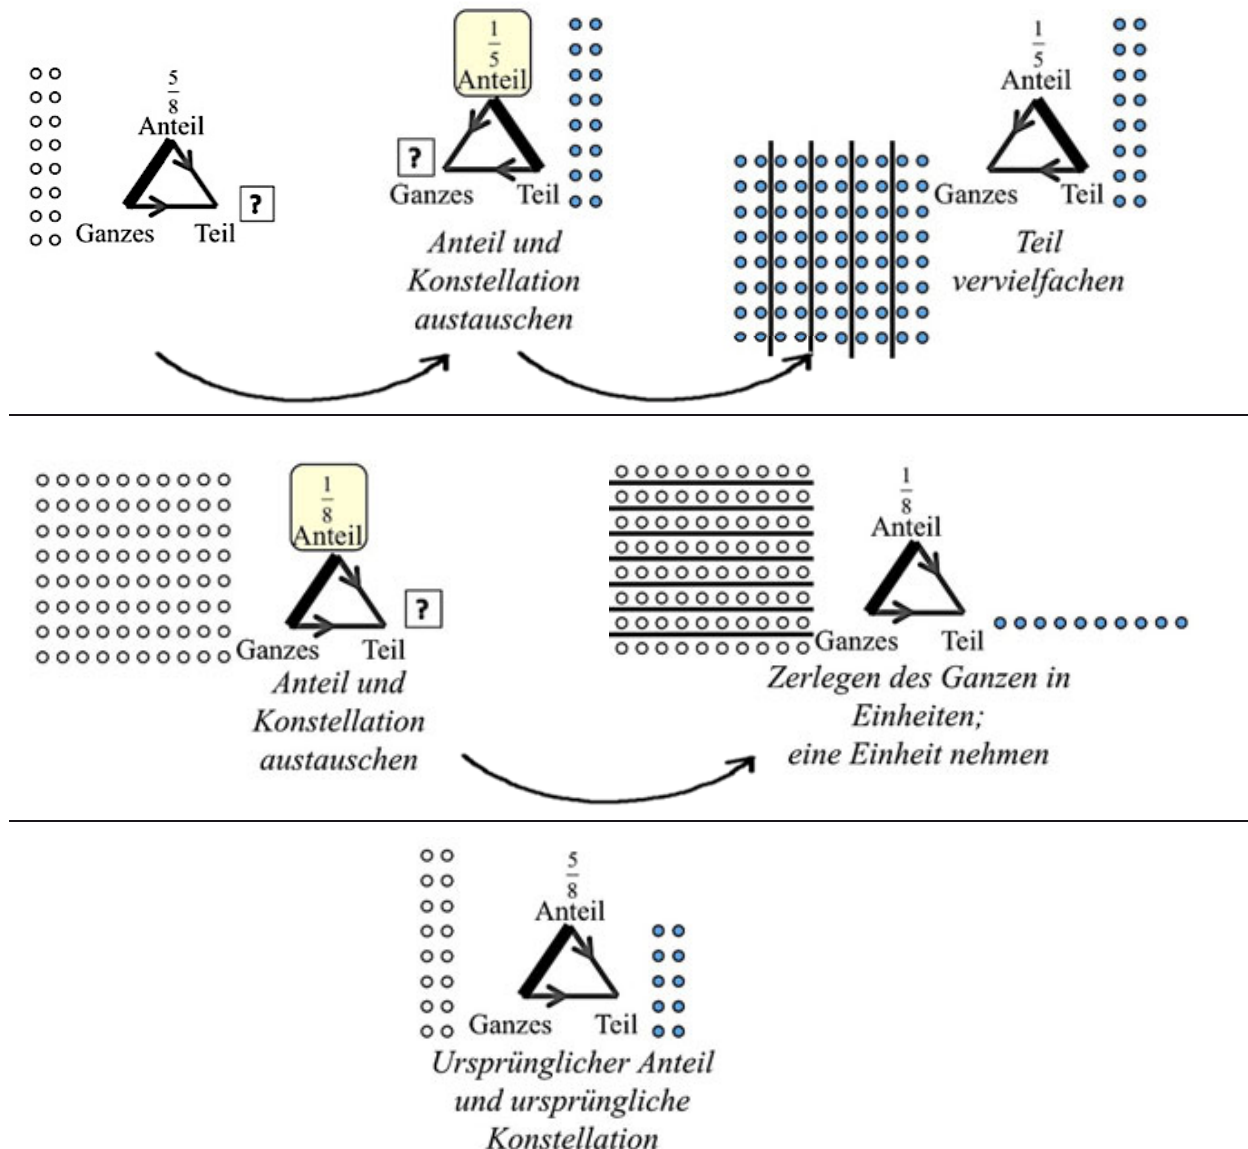 5
8
Anteil
?
Ganzes Teil
1
5
Anteil
?
Ganzes Teil
Anteil und
Konstellation
austauschen
1
5
Anteil
Ganzes Teil
Teil
vervielfachen
1
8
Anteil
?
Ganzes Teil
Anteil und
Konstellation
austauschen
1
8
Anteil
Ganzes Teil
Zerlegen des Ganzen in
Einheiten;
eine Einheit nehmen
5
8
Anteil
Ganzes Teil
Ursprünglicher Anteil
und ursprüngliche
Konstellation